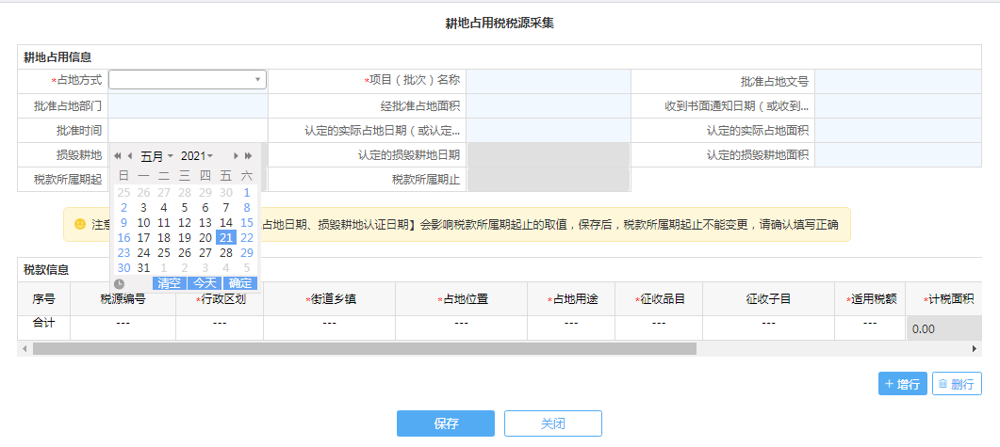 耕地占用税税源采集
耕地占用信息
*占地方式 *项目（批次）名称 批准占地文号
批准占地部门 经批准占地面积 收到书面通知日期（或收到...
批准时间 认定的实际占地日期（或认定... 认定的实际占地面积
损毁耕地 认定的损毁耕地日期 认定的损毁耕地面积
税款所属期起 税款所属期止
五月 2021
日 一 二 三 四 五 六
25 26 27 28 29 30 1
2 3 4 5 6 7 8
9 10 11 12 13 14 15
16 17 18 19 20 21 22
23 24 25 26 27 28 29
30 31 1 2 3 4 5
清空 今天 确定
注意 占地日期、损毁耕地认证日期】会影响税款所属期起止的取值，保存后，税款所属期起止不能变更，请确认填写正确
税款信息
序号 税源编号 *行政区划 *街道乡镇 *占地位置 *占地用途 *征收品目 征收子目 *适用税额 *计税面积
合计 --- --- --- --- --- --- --- --- 0.00
增行 删行
保存 关闭